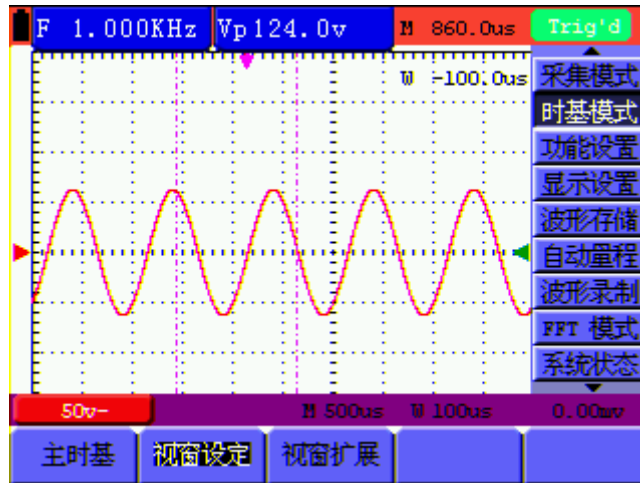 F 1.000KHz Vp124.0v M 860.0us Trig'd
W -100.0us
采集模式
时基模式
功能设置
显示设置
波形存储
自动量程
波形录制
FFT 模式
系统状态
50v~ M 500us W 100us 0.00mv
主时基 视窗设定 视窗扩展